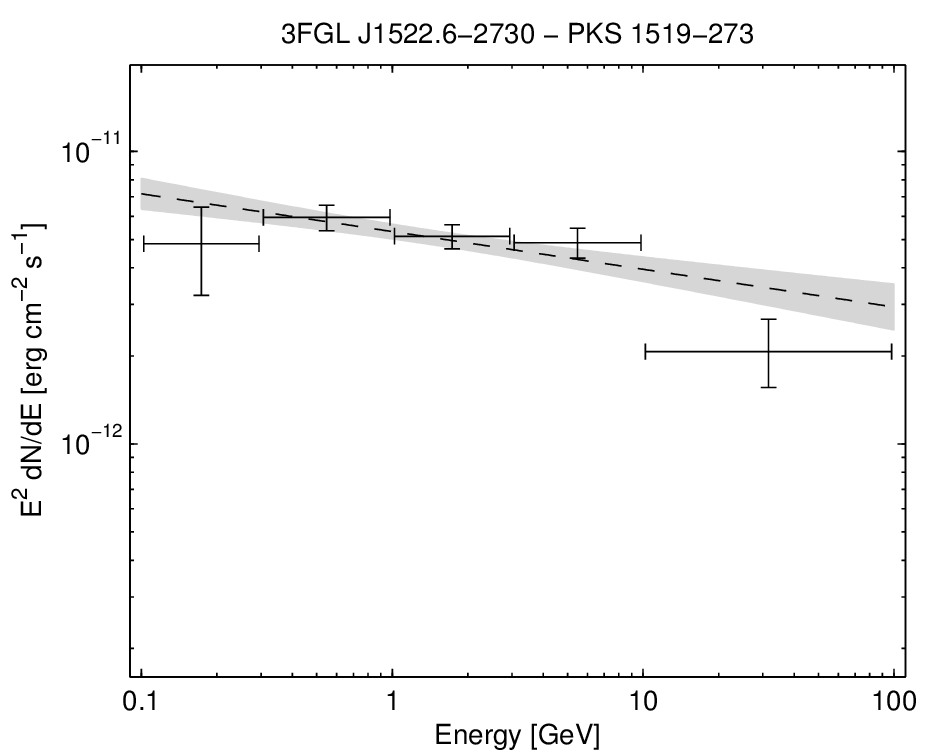 3FGL J1522.6−2730 − PKS 1519−273
E² dN/dE [erg cm⁻² s⁻¹]
10⁻¹¹
10⁻¹²
0.1 1 10 100
Energy [GeV]